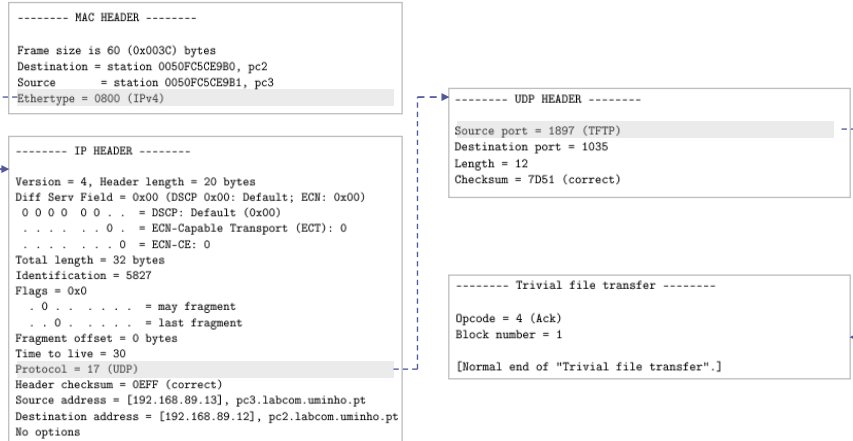 -------- MAC HEADER --------
Frame size is 60 (0x003C) bytes
Destination = station 0050FC5CE9B0, pc2
Source      = station 0050FC5CE9B1, pc3
Ethertype = 0800 (IPv4)
-------- IP HEADER --------
Version = 4, Header length = 20 bytes
Diff Serv Field = 0x00 (DSCP 0x00: Default; ECN: 0x00)
0 0 0 0  0 0 . .  = DSCP: Default (0x00)
. . . .  . . 0 .  = ECN-Capable Transport (ECT): 0
. . . .  . . . 0  = ECN-CE: 0
Total length = 32 bytes
Identification = 5827
Flags = 0x0
. 0 . .  . . . .  = may fragment
. . 0 .  . . . .  = last fragment
Fragment offset = 0 bytes
Time to live = 30
Protocol = 17 (UDP)
Header checksum = 0EFF (correct)
Source address = [192.168.89.13], pc3.labcom.uminho.pt
Destination address = [192.168.89.12], pc2.labcom.uminho.pt
No options
-------- UDP HEADER --------
Source port = 1897 (TFTP)
Destination port = 1035
Length = 12
Checksum = 7D51 (correct)
-------- Trivial file transfer --------
Opcode = 4 (Ack)
Block number = 1
[Normal end of "Trivial file transfer".]